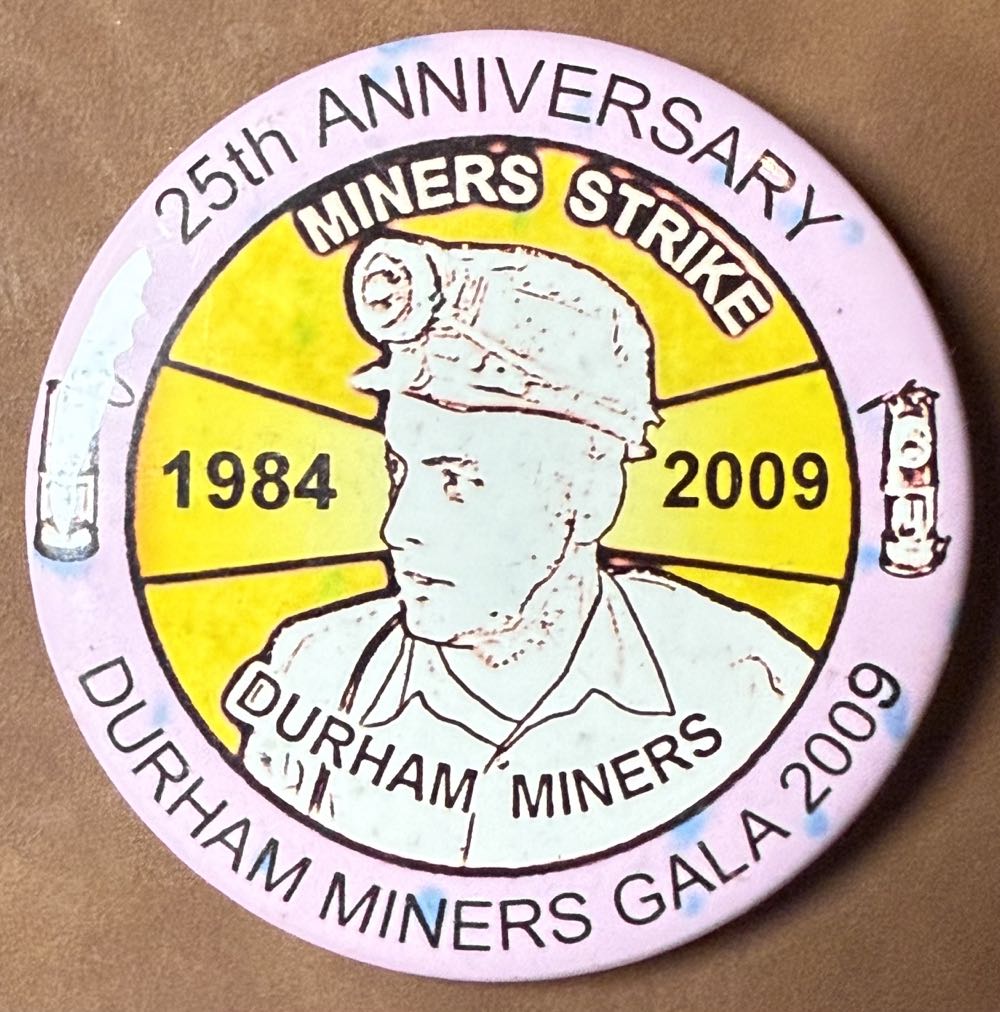 25th ANNIVERSARY
MINERS STRIKE
1984
2009
DURHAM MINERS
DURHAM MINERS GALA 2009